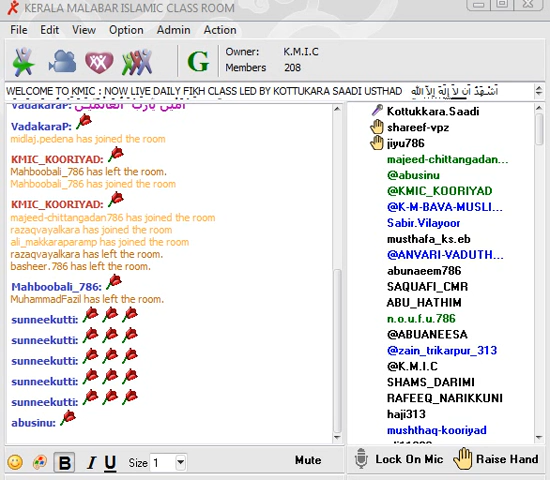 KERALA MALABAR ISLAMIC CLASS ROOM
File Edit View Option Admin Action
G
Owner: K.M.I.C
Members 208
WELCOME TO KMIC : NOW LIVE DAILY FIKH CLASS LED BY KOTTUKARA SAADI USTHAD
VadakaraP:
VadakaraP:
midlaj.pedena has joined the room
KMIC_KOORIYAD:
Mahboobali_786 has left the room.
Mahboobali_786 has joined the room
KMIC_KOORIYAD:
majeed-chittangadan786 has joined the room
razaqvayalkara has joined the room
ali_makkaraparamp has joined the room
razaqvayalkara has left the room.
basheer.786 has left the room.
Mahboobali_786:
MuhammadFazil has left the room.
sunneekutti:
sunneekutti:
sunneekutti:
sunneekutti:
sunneekutti:
abusinu:
B I U Size 1 Mute
Kottukkara.Saadi
shareef-vpz
jiyu786
majeed-chittangadan...
@abusinu
@KMIC_KOORIYAD
@K-M-BAVA-MUSLI...
Sabir.Vilayoor
musthafa_ks.eb
@ANVARI-VADUTH...
abunaeem786
SAQUAFI_CMR
ABU_HATHIM
n.o.u.f.u.786
@ABUANEESA
@zain_trikarpur_313
@K.M.I.C
SHAMS_DARIMI
RAFEEQ_NARIKKUNI
haji313
mushthaq-kooriyad
Lock On Mic Raise Hand